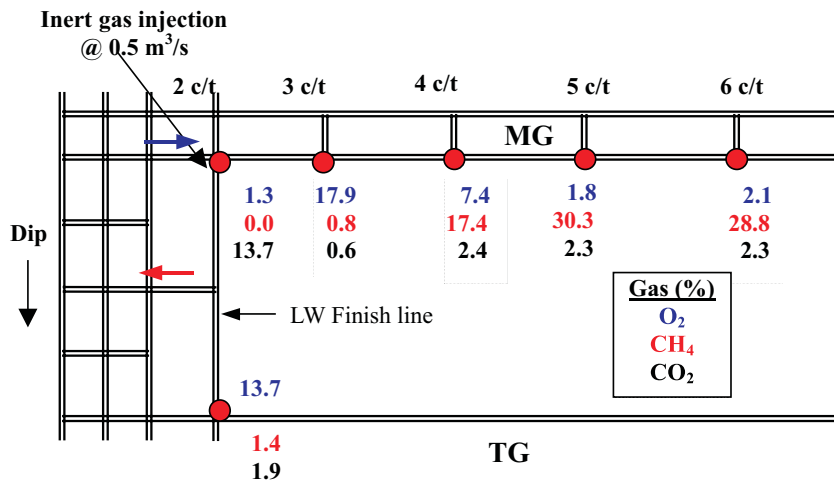 Inert gas injection
@ 0.5 m³/s
2 c/t 3 c/t 4 c/t 5 c/t 6 c/t
MG
1.3 17.9 7.4 1.8 2.1
0.0 0.8 17.4 30.3 28.8
13.7 0.6 2.4 2.3 2.3
Dip
Gas (%)
O₂
CH₄
CO₂
LW Finish line
13.7
1.4
1.9
TG